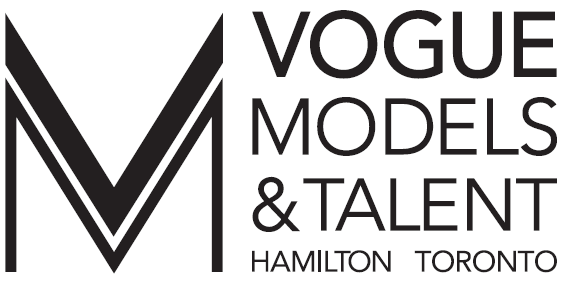 VOGUE
MODELS
& TALENT
HAMILTON TORONTO